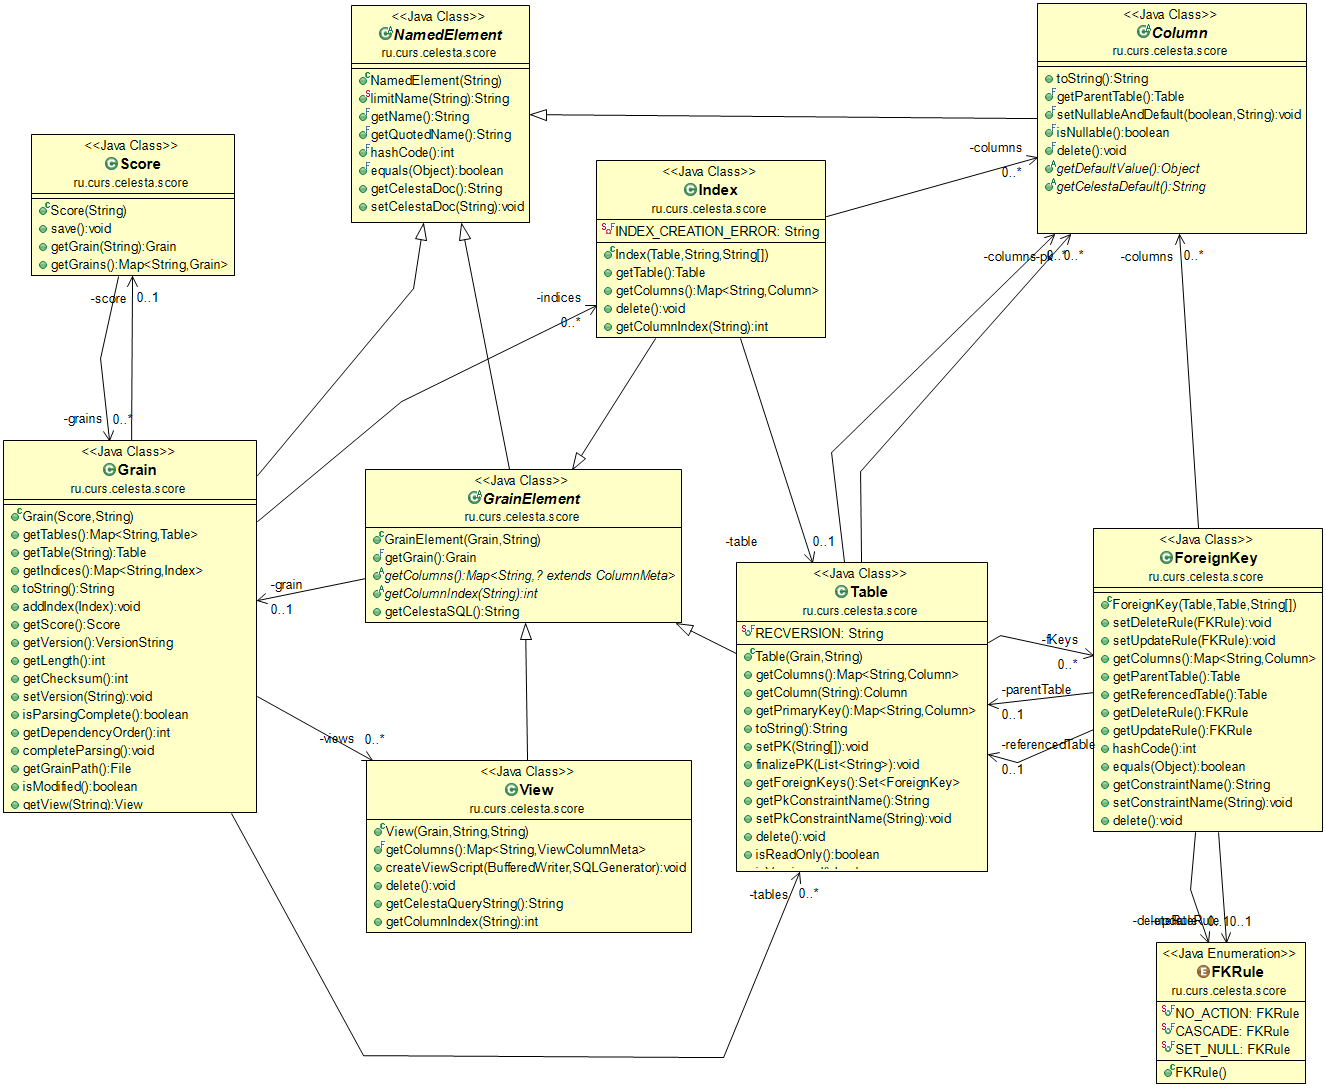 <<Java Class>>
NamedElement
ru.curs.celesta.score
NamedElement(String)
limitName(String):String
getName():String
getQuotedName():String
hashCode():int
equals(Object):boolean
getCelestaDoc():String
setCelestaDoc(String):void
<<Java Class>>
Column
ru.curs.celesta.score
toString():String
getParentTable():Table
setNullableAndDefault(boolean,String):void
isNullable():boolean
delete():void
getDefaultValue():Object
getCelestaDefault():String
<<Java Class>>
Score
ru.curs.celesta.score
Score(String)
save():void
getGrain(String):Grain
getGrains():Map<String,Grain>
<<Java Class>>
Index
ru.curs.celesta.score
INDEX_CREATION_ERROR: String
Index(Table,String,String[])
getTable():Table
getColumns():Map<String,Column>
delete():void
getColumnIndex(String):int
-columns
0..*
-score
0..1
-indices
0..*
-columns
-pk
0..*
0..*
-columns
0..*
-grains
0..*
<<Java Class>>
Grain
ru.curs.celesta.score
Grain(Score,String)
getTables():Map<String,Table>
getTable(String):Table
getIndices():Map<String,Index>
toString():String
addIndex(Index):void
getScore():Score
getVersion():VersionString
getLength():int
getChecksum():int
setVersion(String):void
isParsingComplete():boolean
getDependencyOrder():int
completeParsing():void
getGrainPath():File
isModified():boolean
getView(String):View
<<Java Class>>
GrainElement
ru.curs.celesta.score
GrainElement(Grain,String)
getGrain():Grain
getColumns():Map<String,? extends ColumnMeta>
getColumnIndex(String):int
getCelestaSQL():String
-grain
0..1
-table
0..1
<<Java Class>>
Table
ru.curs.celesta.score
RECVERSION: String
Table(Grain,String)
getColumns():Map<String,Column>
getColumn(String):Column
getPrimaryKey():Map<String,Column>
toString():String
setPK(String[]):void
finalizePK(List<String>):void
getForeignKeys():Set<ForeignKey>
getPkConstraintName():String
setPkConstraintName(String):void
delete():void
isReadOnly():boolean
<<Java Class>>
ForeignKey
ru.curs.celesta.score
ForeignKey(Table,Table,String[])
setDeleteRule(FKRule):void
setUpdateRule(FKRule):void
getColumns():Map<String,Column>
getParentTable():Table
getReferencedTable():Table
getDeleteRule():FKRule
getUpdateRule():FKRule
hashCode():int
equals(Object):boolean
getConstraintName():String
setConstraintName(String):void
delete():void
-fKeys
0..*
-parentTable
0..1
-referencedTable
0..1
-views
0..*
<<Java Class>>
View
ru.curs.celesta.score
View(Grain,String,String)
getColumns():Map<String,ViewColumnMeta>
createViewScript(BufferedWriter,SQLGenerator):void
delete():void
getCelestaQueryString():String
getColumnIndex(String):int
-tables
0..*
0..1
<<Java Enumeration>>
FKRule
ru.curs.celesta.score
NO_ACTION: FKRule
CASCADE: FKRule
SET_NULL: FKRule
FKRule()